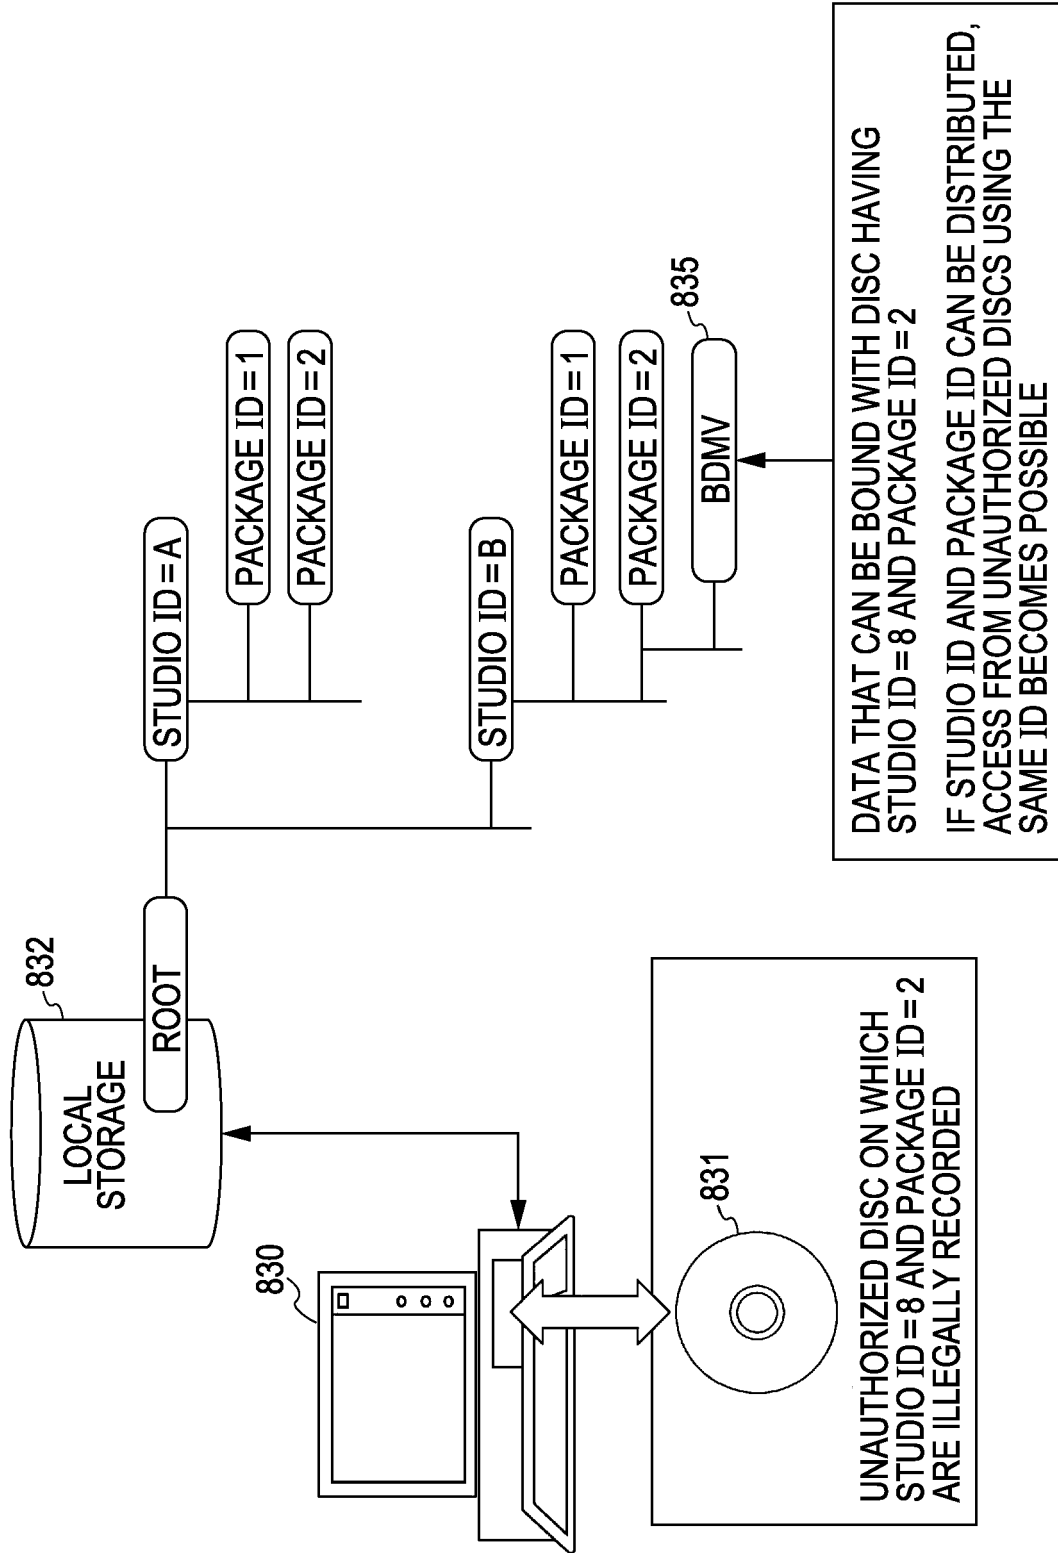 832
LOCAL
STORAGE
ROOT
STUDIO ID=A
PACKAGE ID=1
PACKAGE ID=2
STUDIO ID=B
PACKAGE ID=1
PACKAGE ID=2
BDMV
835
830
831
UNAUTHORIZED DISC ON WHICH
STUDIO ID=8 AND PACKAGE ID=2
ARE ILLEGALLY RECORDED
DATA THAT CAN BE BOUND WITH DISC HAVING
STUDIO ID=8 AND PACKAGE ID=2
IF STUDIO ID AND PACKAGE ID CAN BE DISTRIBUTED,
ACCESS FROM UNAUTHORIZED DISCS USING THE
SAME ID BECOMES POSSIBLE